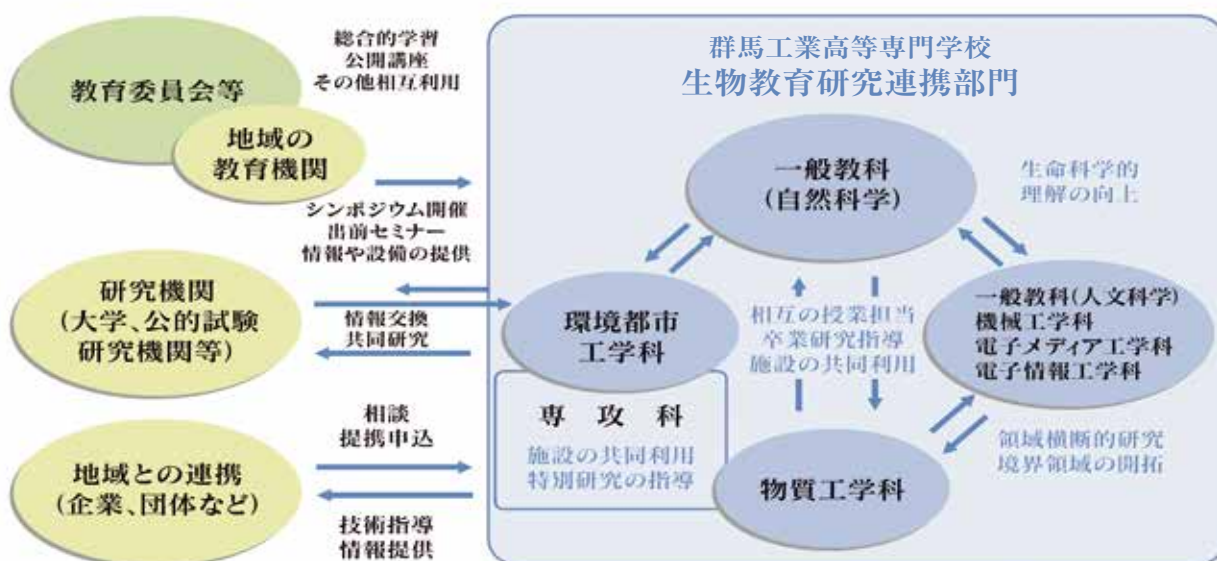 総合的学習
公開講座
その他相互利用
教育委員会等
地域の
教育機関
シンポジウム開催
出前セミナー
情報や設備の提供
研究機関
(大学、公的試験
研究機関等)
情報交換
共同研究
地域との連携
(企業、団体など)
相談
提携申込
技術指導
情報提供
群馬工業高等専門学校
生物教育研究連携部門
一般教科
(自然科学)
生命科学的
理解の向上
環境都市
工学科
相互の授業担当
卒業研究指導
施設の共同利用
一般教科(人文科学)
機械工学科
電子メディア工学科
電子情報工学科
専攻科
施設の共同利用
特別研究の指導
物質工学科
領域横断的研究
境界領域の開拓